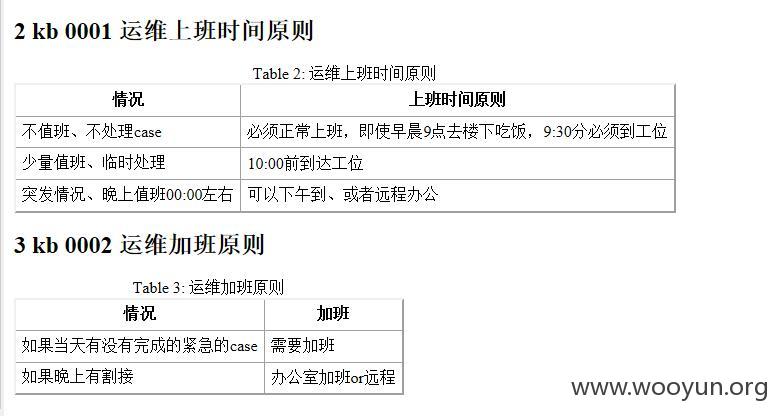 2 kb 0001 运维上班时间原则
Table 2: 运维上班时间原则
情况 上班时间原则
不值班、不处理case 必须正常上班，即使早晨9点去楼下吃饭，9:30分必须到工位
少量值班、临时处理 10:00前到达工位
突发情况、晚上值班00:00左右 可以下午到、或者远程办公
3 kb 0002 运维加班原则
Table 3: 运维加班原则
情况 加班
如果当天有没有完成的紧急的case 需要加班
如果晚上有割接 办公室加班or远程
www.wooyun.org